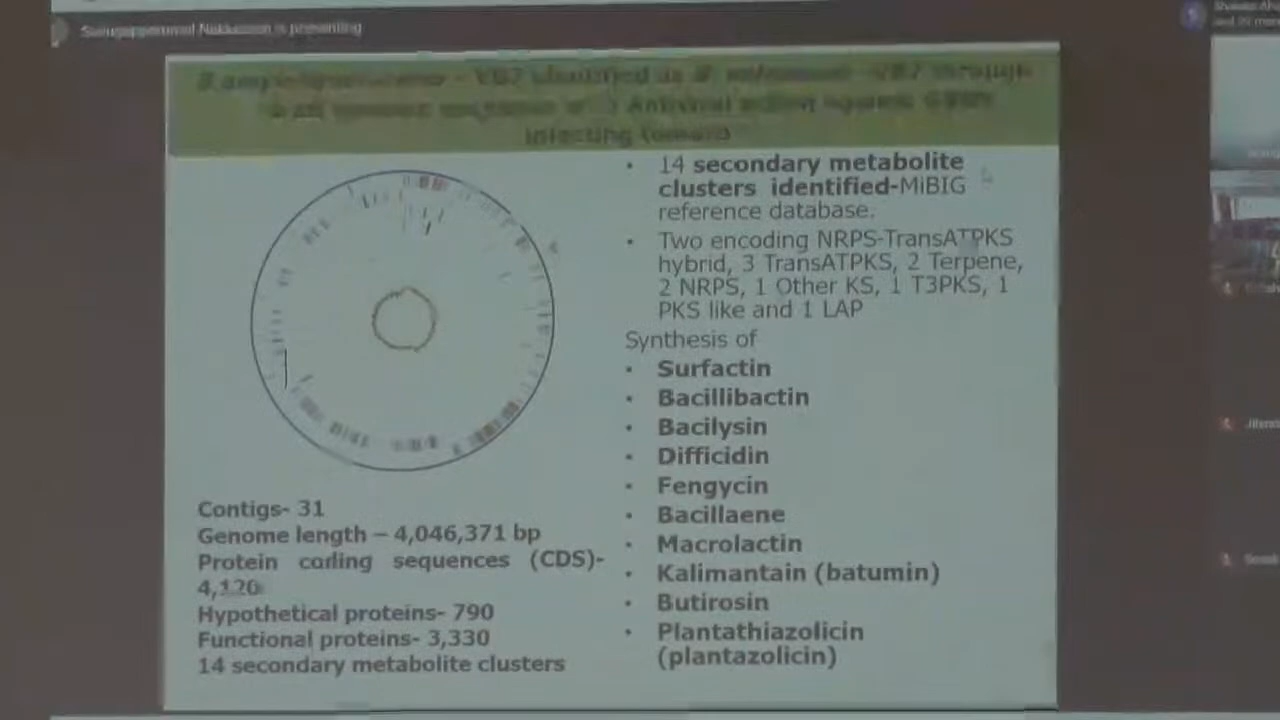 is presenting
14 secondary metabolite
clusters identified-MiBIG
reference database.
Two encoding NRPS-TransATPKS
hybrid, 3 TransATPKS, 2 Terpene,
2 NRPS, 1 Other KS, 1 T3PKS, 1
PKS like and 1 LAP
Synthesis of
• Surfactin
• Bacillibactin
• Bacilysin
• Difficidin
• Fengycin
• Bacillaene
• Macrolactin
• Kalimantain (batumin)
• Butirosin
• Plantathiazolicin
(plantazolicin)
Contigs- 31
Genome length – 4,046,371 bp
Protein coding sequences (CDS)-
4,120
Hypothetical proteins- 790
Functional proteins- 3,330
14 secondary metabolite clusters